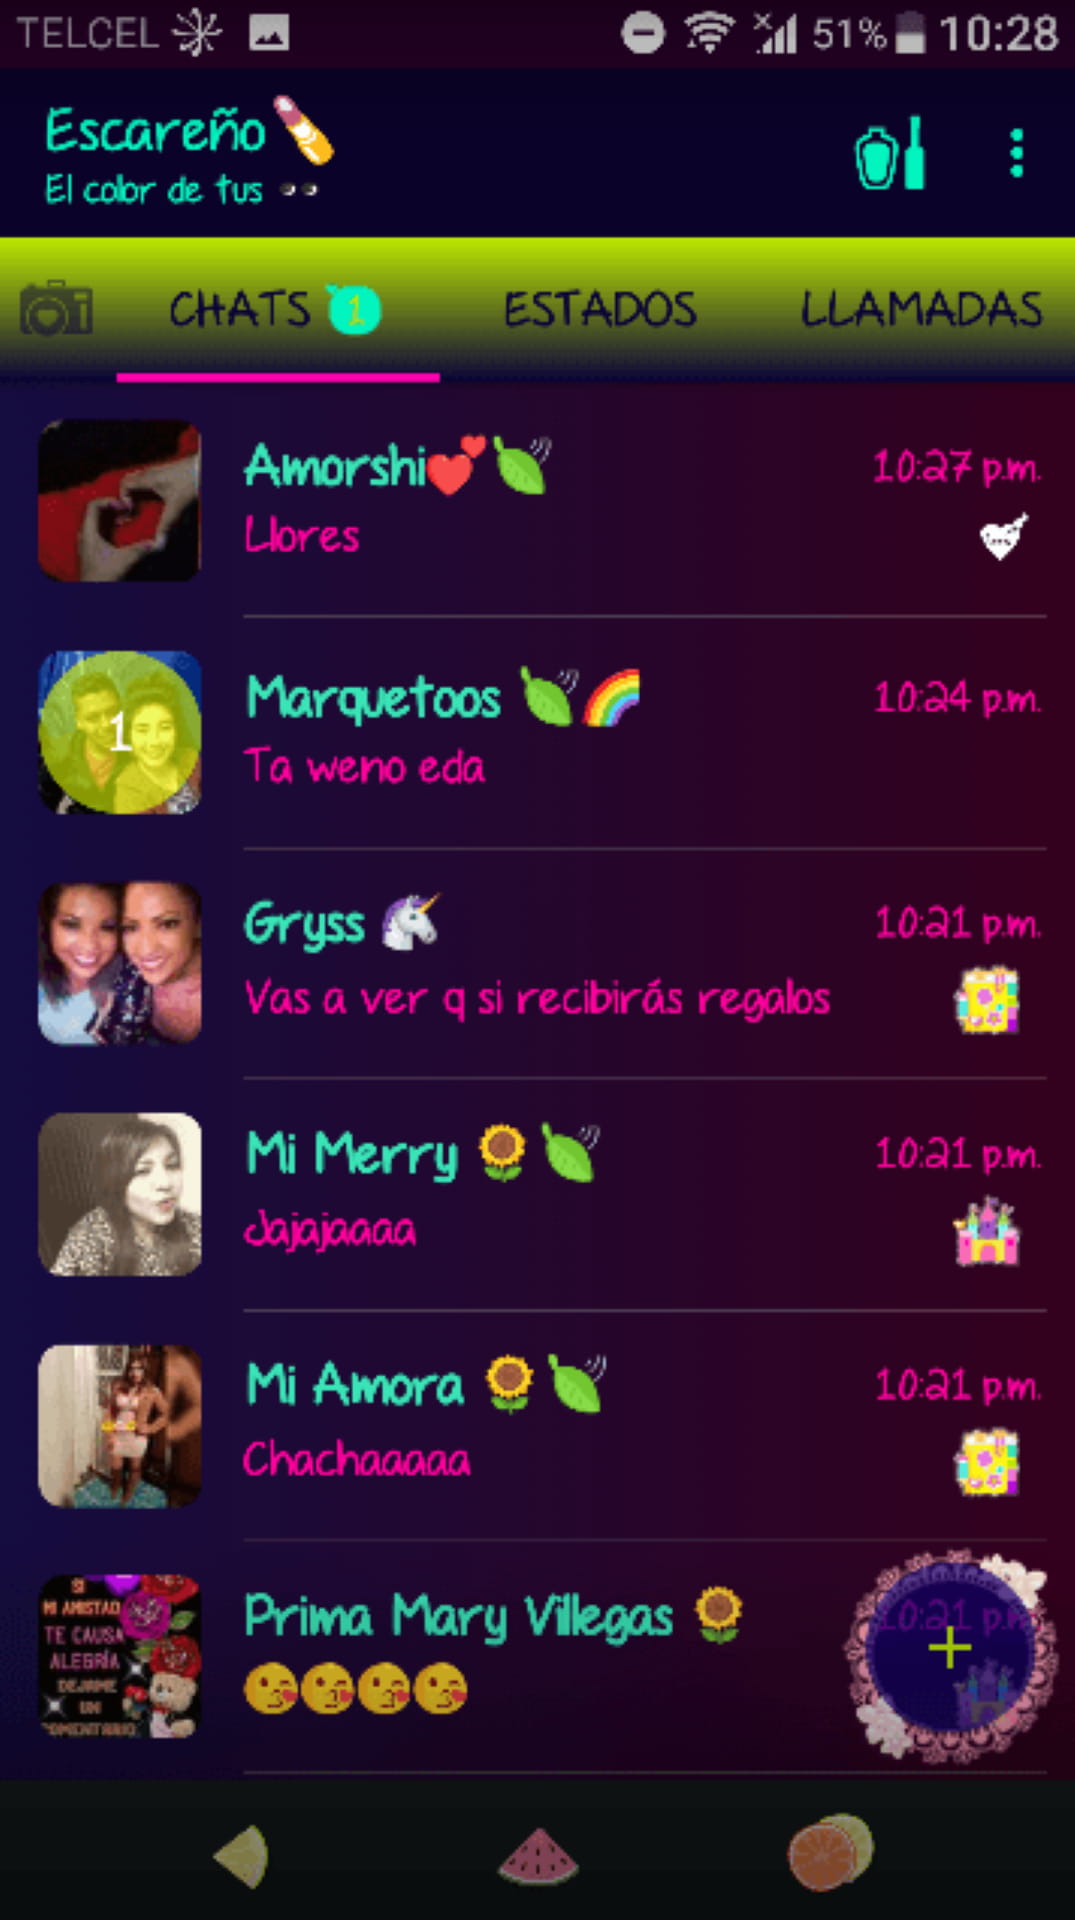 TELCEL 51% 10:28
Escareño
El color de tus
CHATS 1 ESTADOS LLAMADAS
Amorshi 10:27 p.m.
Llores
Marquetoos 10:24 p.m.
1
Ta weno eda
Gryss 10:21 p.m.
Vas a ver q si recibirás regalos
Mi Merry 10:21 p.m.
Jajajaaaa
Mi Amora 10:21 p.m.
Chachaaaaa
Prima Mary Villegas 10:21 p.m.
+
SI
MI AMISTAD
TE CAUSA
ALEGRÍA
DEJAME
UN
COMENTARIO